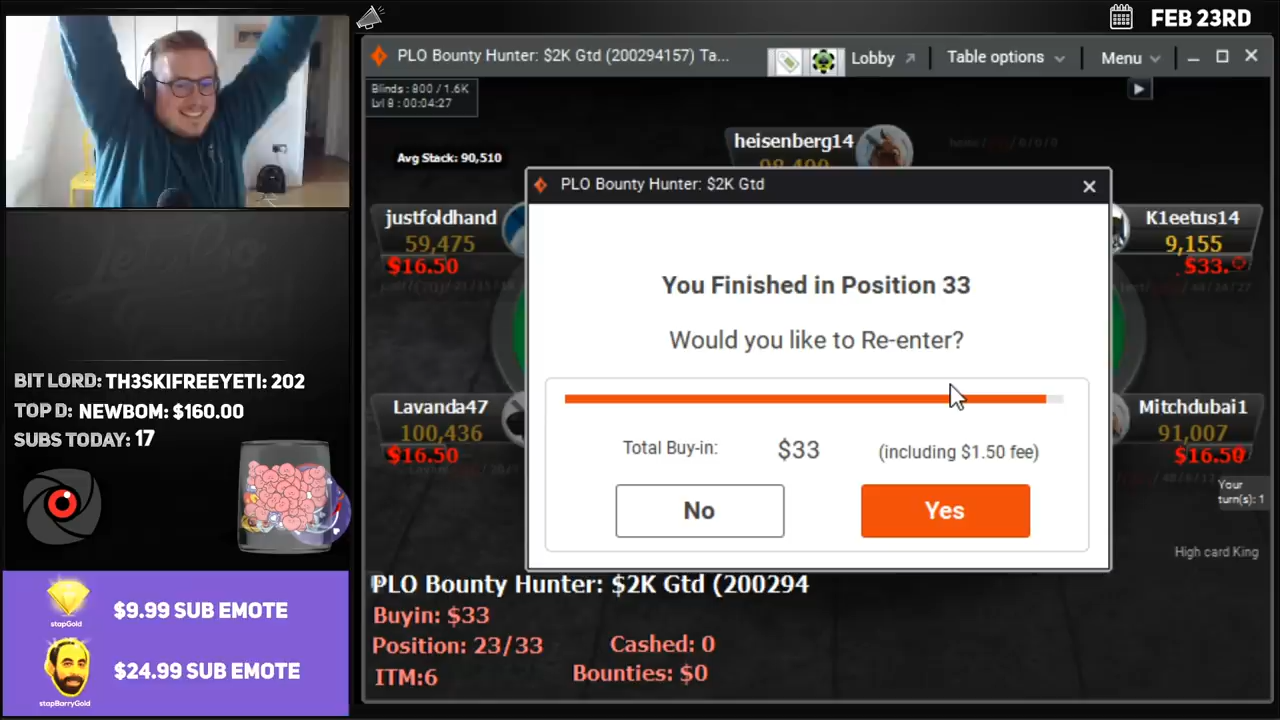 FEB 23RD
PLO Bounty Hunter: $2K Gtd (200294157) Ta...
Lobby
Table options
Menu
Blinds : 800 / 1.6K
Lvl 8 : 00:04:27
heisenberg14
98,490
Avg Stack: 90,510
PLO Bounty Hunter: $2K Gtd
justfoldhand
59,475
$16.50
K1eetus14
9,155
$33.
You Finished in Position 33
Would you like to Re-enter?
BIT LORD: TH3SKIFREEYETI: 202
TOP D: NEWBOM: $160.00
SUBS TODAY: 17
Lavanda47
100,436
$16.50
Mitchdubai1
91,007
$16.50
Total Buy-in:
$33
(including $1.50 fee)
No
Yes
Your
turn(s): 1
High card King
PLO Bounty Hunter: $2K Gtd (200294
Buyin: $33
Position: 23/33
Cashed: 0
ITM:6
Bounties: $0
$9.99 SUB EMOTE
stapGold
$24.99 SUB EMOTE
stapBarryGold